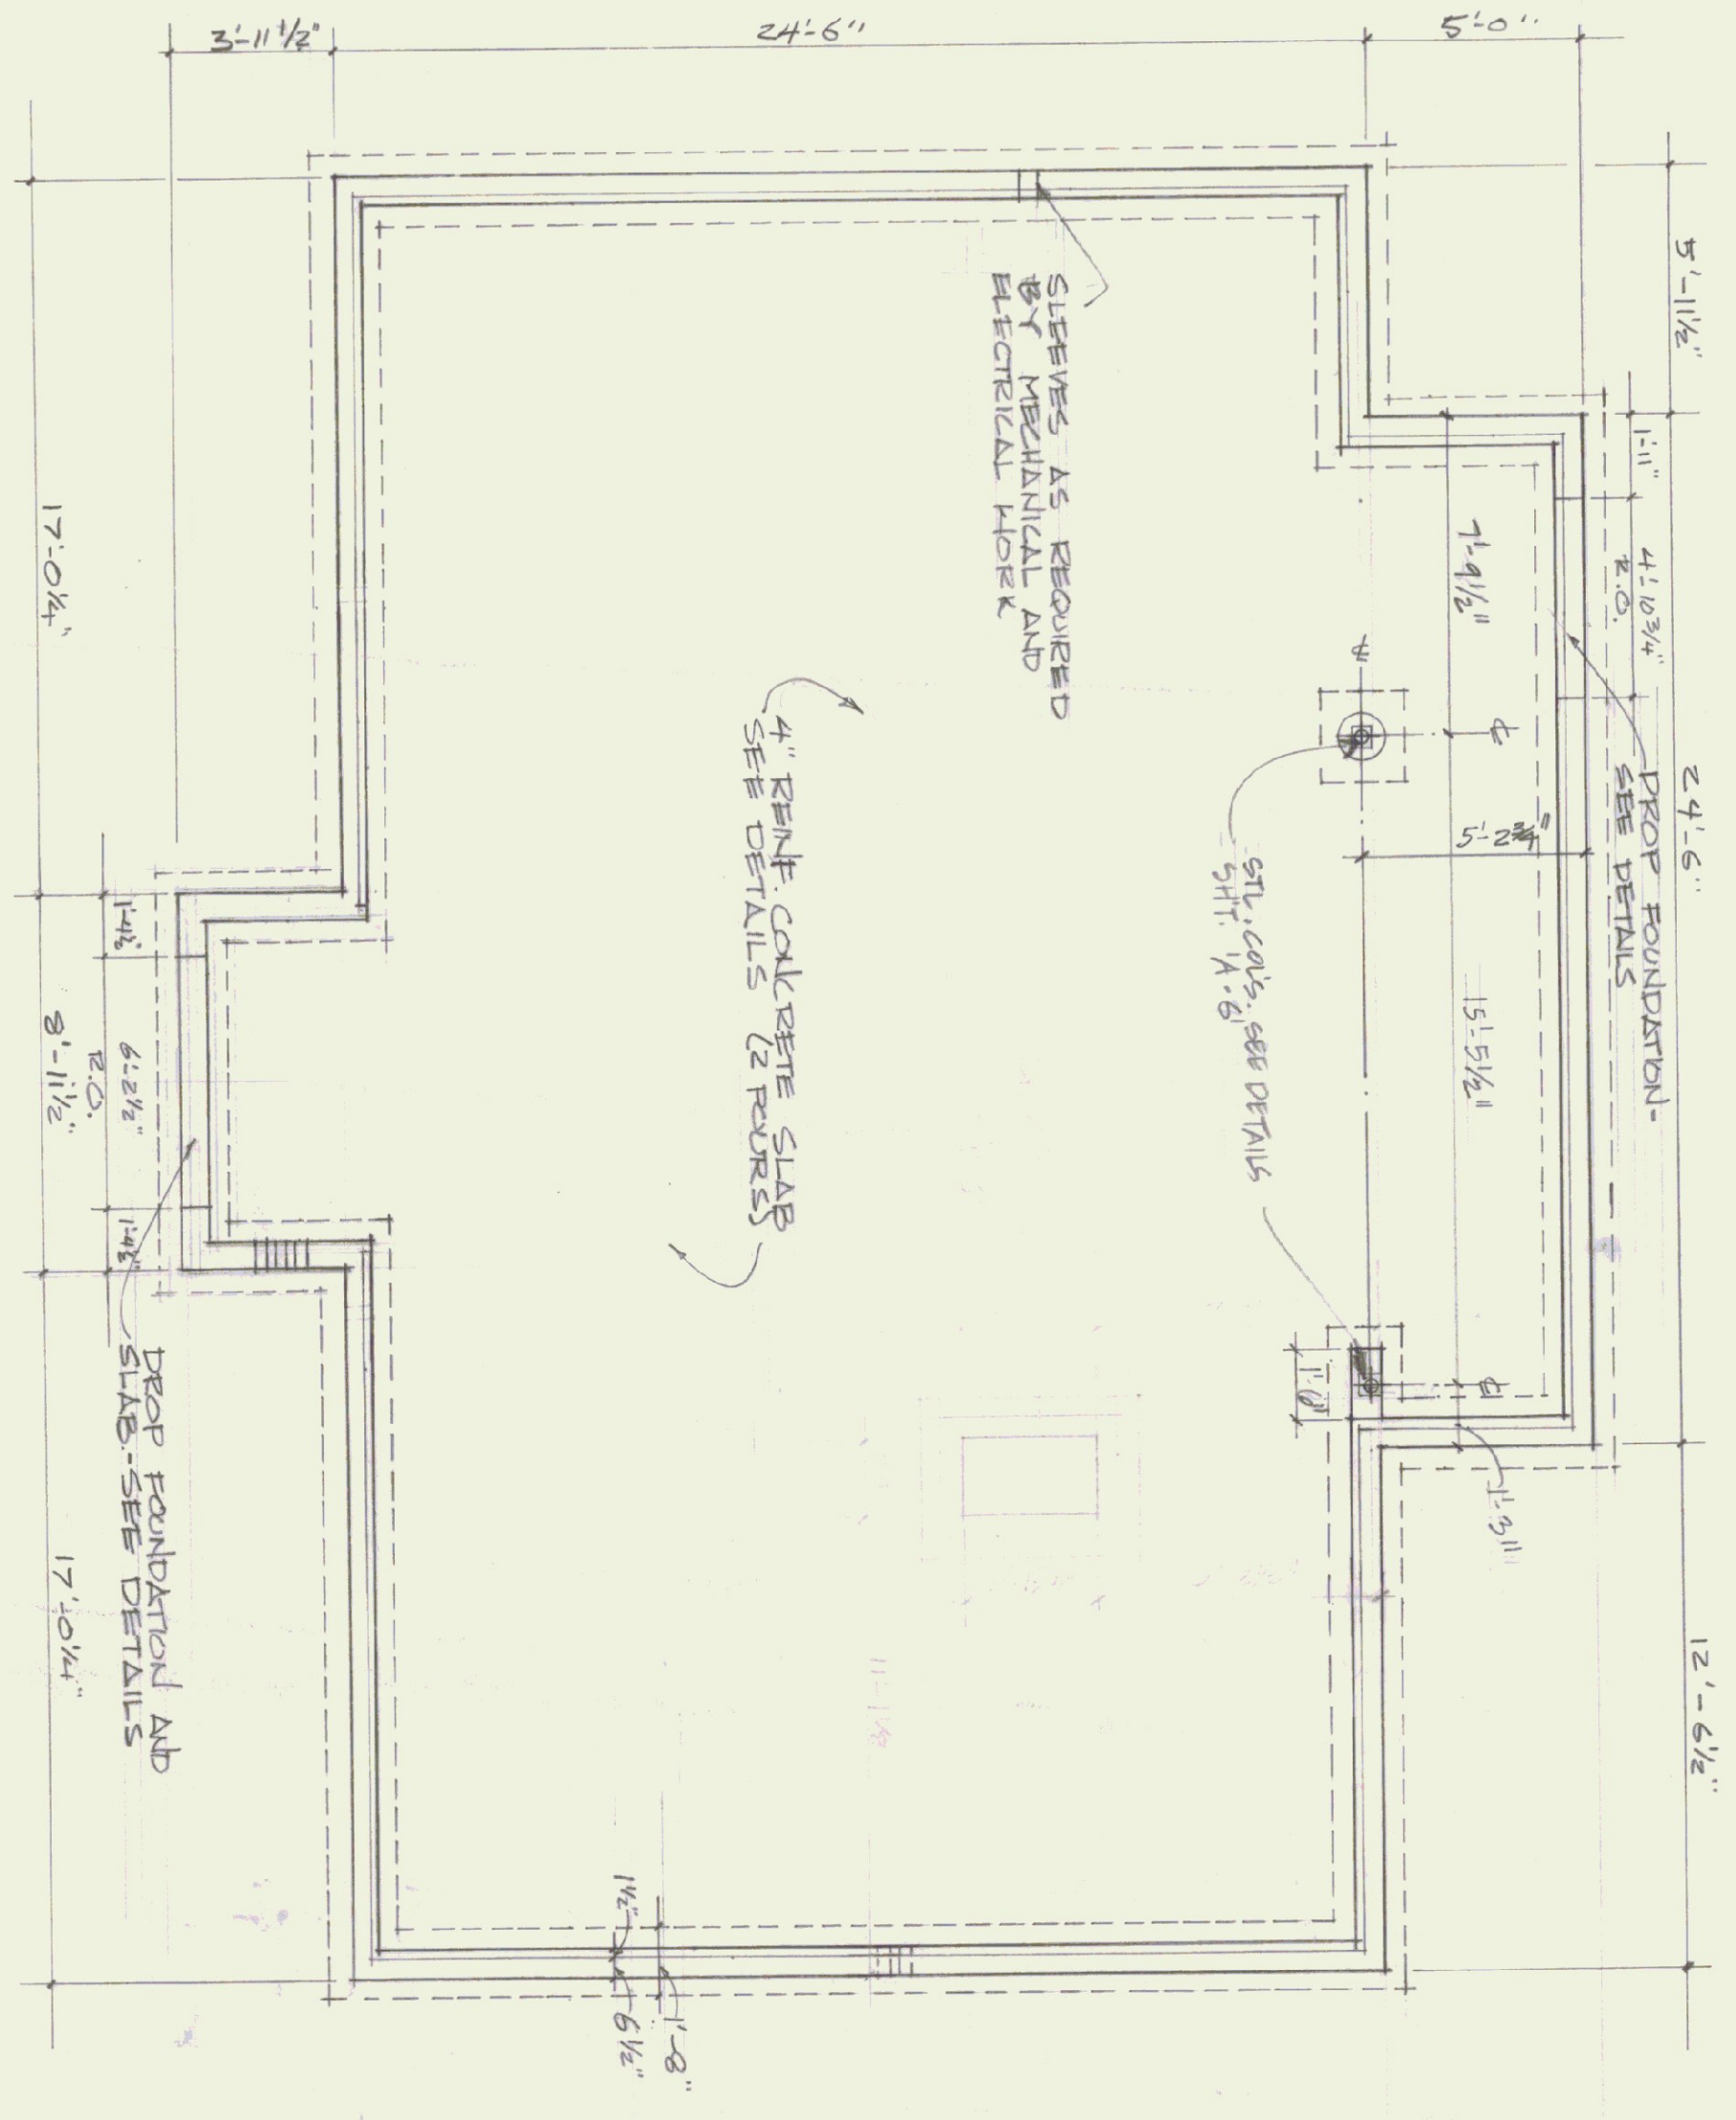 3'-11 1/2"
24'-6"
5'-0"
5'-11 1/2"
24'-6"
12'-6 1/2"
1'-11"
4'-10 3/4"
R.O.
DROP FOUNDATION-
SEE DETAILS
7'-9 1/2"
15'-5 1/2"
1'-3"
℄
℄
5'-2 3/4"
SLEEVES AS REQUIRED
BY MECHANICAL AND
ELECTRICAL WORK
STL. COL'S. SEE DETAILS
SHT. 'A-6'
1'-6"
4" REINF. CONCRETE SLAB
SEE DETAILS (2 POURS)
17'-0 1/4"
8'-11 1/2"
17'-0 1/4"
1'-4 1/2"
6'-2 1/2"
R.O.
1'-4 1/2"
DROP FOUNDATION AND
SLAB.-SEE DETAILS
1 1/2"
6 1/2"
1'-8"